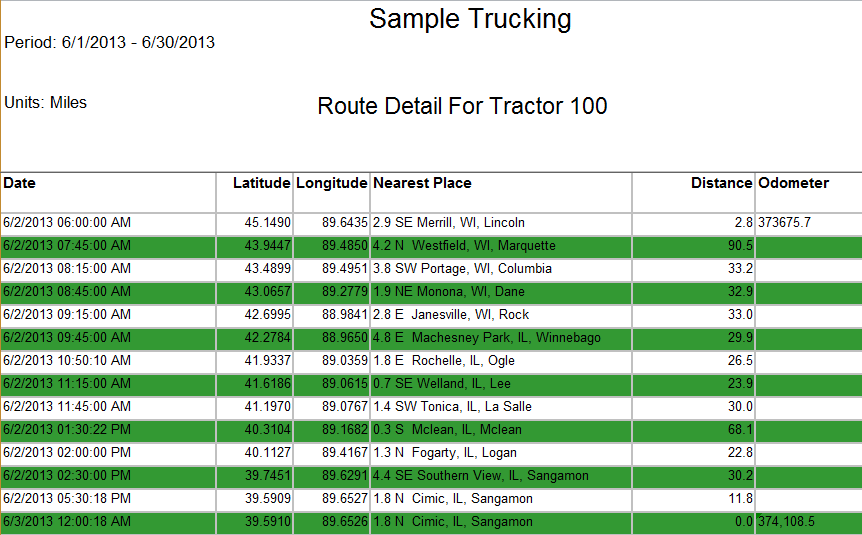 Sample Trucking
Period: 6/1/2013 - 6/30/2013
Units: Miles
Route Detail For Tractor 100
Date Latitude Longitude Nearest Place Distance Odometer
6/2/2013 06:00:00 AM 45.1490 89.6435 2.9 SE Merrill, WI, Lincoln 2.8 373675.7
6/2/2013 07:45:00 AM 43.9447 89.4850 4.2 N Westfield, WI, Marquette 90.5
6/2/2013 08:15:00 AM 43.4899 89.4951 3.8 SW Portage, WI, Columbia 33.2
6/2/2013 08:45:00 AM 43.0657 89.2779 1.9 NE Monona, WI, Dane 32.9
6/2/2013 09:15:00 AM 42.6995 88.9841 2.8 E Janesville, WI, Rock 33.0
6/2/2013 09:45:00 AM 42.2784 88.9650 4.8 E Machesney Park, IL, Winnebago 29.9
6/2/2013 10:50:10 AM 41.9337 89.0359 1.8 E Rochelle, IL, Ogle 26.5
6/2/2013 11:15:00 AM 41.6186 89.0615 0.7 SE Welland, IL, Lee 23.9
6/2/2013 11:45:00 AM 41.1970 89.0767 1.4 SW Tonica, IL, La Salle 30.0
6/2/2013 01:30:22 PM 40.3104 89.1682 0.3 S Mclean, IL, Mclean 68.1
6/2/2013 02:00:00 PM 40.1127 89.4167 1.3 N Fogarty, IL, Logan 22.8
6/2/2013 02:30:00 PM 39.7451 89.6291 4.4 SE Southern View, IL, Sangamon 30.2
6/2/2013 05:30:18 PM 39.5909 89.6527 1.8 N Cimic, IL, Sangamon 11.8
6/3/2013 12:00:18 AM 39.5910 89.6526 1.8 N Cimic, IL, Sangamon 0.0 374,108.5